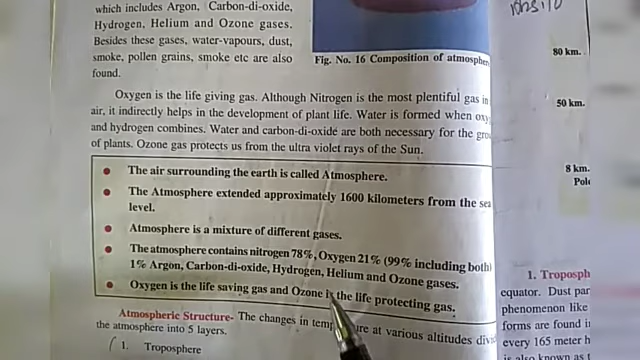 which includes Argon, Carbon-di-oxide,
Hydrogen, Helium and Ozone gases.
Besides these gases, water-vapours, dust,
smoke, pollen grains, smoke etc are also
found.
Fig. No. 16 Composition of atmospher
Oxygen is the life giving gas. Although Nitrogen is the most plentiful gas in
air, it indirectly helps in the development of plant life. Water is formed when oxy
and hydrogen combines. Water and carbon-di-oxide are both necessary for the gro
of plants. Ozone gas protects us from the ultra violet rays of the Sun.
• The air surrounding the earth is called Atmosphere.
• The Atmosphere extended approximately 1600 kilometers from the sea
level.
• Atmosphere is a mixture of different gases.
• The atmosphere contains nitrogen 78%, Oxygen 21% (99% including both)
1% Argon, Carbon-di-oxide, Hydrogen, Helium and Ozone gases.
• Oxygen is the life saving gas and Ozone is the life protecting gas.
Atmospheric Structure- The changes in temp ure at various altitudes divi
the atmosphere into 5 layers.
1. Troposphere
80 km.
50 km.
8 km.
Pol
1. Troposph
equator. Dust par
phenomenon like
forms are found i
every 165 meter h
is also known as t